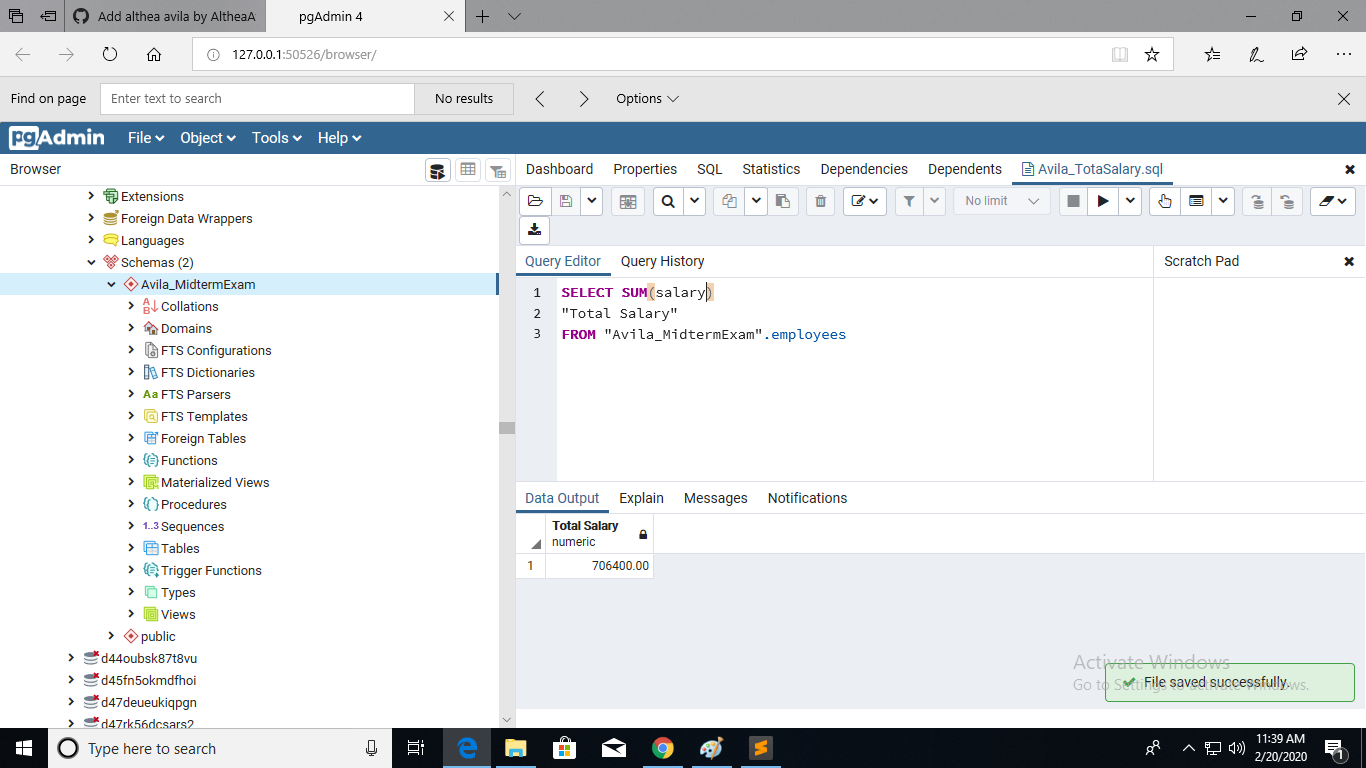 Add althea avila by AltheaA
pgAdmin 4
127.0.0.1:50526/browser/
Find on page
Enter text to search
No results
Options
pgAdmin
File
Object
Tools
Help
Browser
Dashboard
Properties
SQL
Statistics
Dependencies
Dependents
Avila_TotaSalary.sql
No limit
Extensions
Foreign Data Wrappers
Languages
Schemas (2)
Avila_MidtermExam
Collations
Domains
FTS Configurations
FTS Dictionaries
Aa FTS Parsers
FTS Templates
Foreign Tables
Functions
Materialized Views
Procedures
1..3 Sequences
Tables
Trigger Functions
Types
Views
public
d44oubsk87t8vu
d45fn5okmdfhoi
d47deueukiqpgn
d47rk56dcsars2
Query Editor
Query History
Scratch Pad
1 SELECT SUM(salary)
2 "Total Salary"
3 FROM "Avila_MidtermExam".employees
Data Output
Explain
Messages
Notifications
Total Salary
numeric
1 706400.00
Activate Windows
Go to Settings to activate Windows.
File saved successfully.
Type here to search
11:39 AM
2/20/2020
1